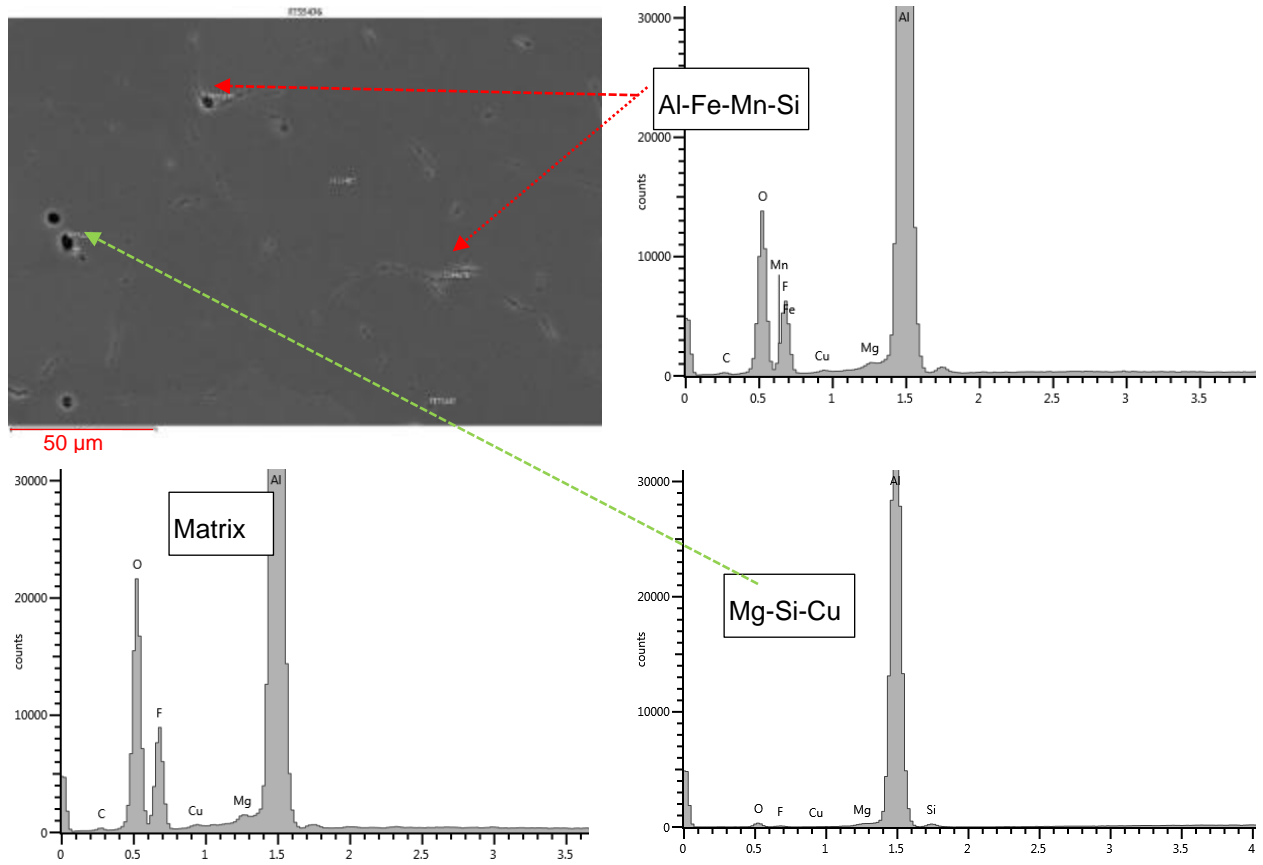 50 µm
Al-Fe-Mn-Si
30000
20000
10000
0
counts
Al
O
Mn
F
Fe
C
Cu
Mg
0 0.5 1 1.5 2 2.5 3 3.5
Matrix
30000
20000
10000
0
counts
Al
O
F
C
Cu
Mg
0 0.5 1 1.5 2 2.5 3 3.5
Mg-Si-Cu
30000
20000
10000
0
counts
Al
O
F
Cu
Mg
Si
0 0.5 1 1.5 2 2.5 3 3.5 4